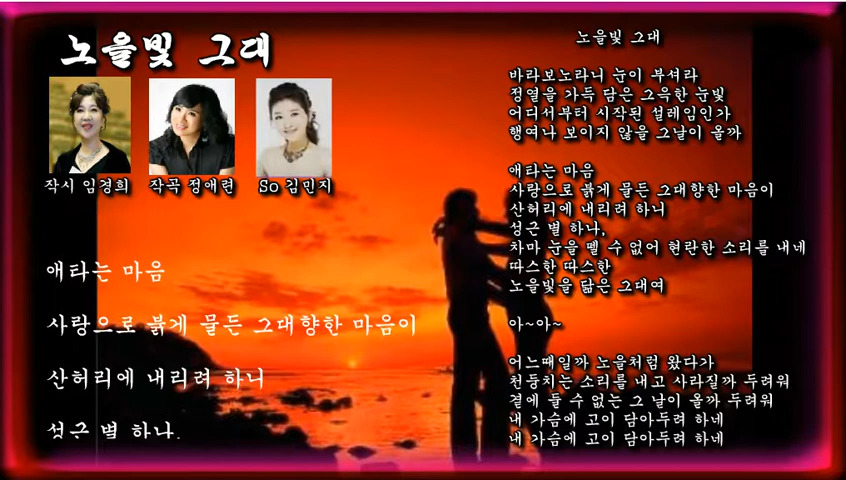 노을빛 그대
작시 임경희
작곡 정애련
So 김민지
애타는 마음
사랑으로 붉게 물든 그대향한 마음이
산허리에 내리려 하니
성근 별 하나,
노을빛 그대
바라보노라니 눈이 부셔라
정열을 가득 담은 그윽한 눈빛
어디서부터 시작된 설레임인가
행여나 보이지 않을 그날이 올까
애타는 마음
사랑으로 붉게 물든 그대향한 마음이
산허리에 내리려 하니
성근 별 하나,
차마 눈을 뗄 수 없어 현란한 소리를 내네
따스한 따스한
노을빛을 닮은 그대여
아~아~
어느때일까 노을처럼 왔다가
천둥치는 소리를 내고 사라질까 두려워
곁에 둘 수 없는 그 날이 올까 두려워
내 가슴에 고이 담아두려 하네
내 가슴에 고이 담아두려 하네